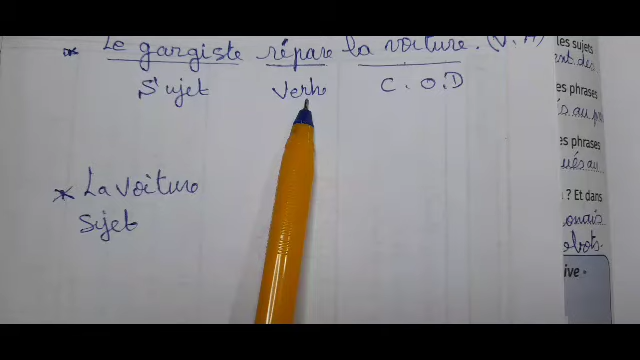 * Le gargiste répare la voiture. (V.A)
Sujet Verbe C.O.D
* La voiture
Sujet
les sujets
es phrases
es phrases
? Et dans
ive